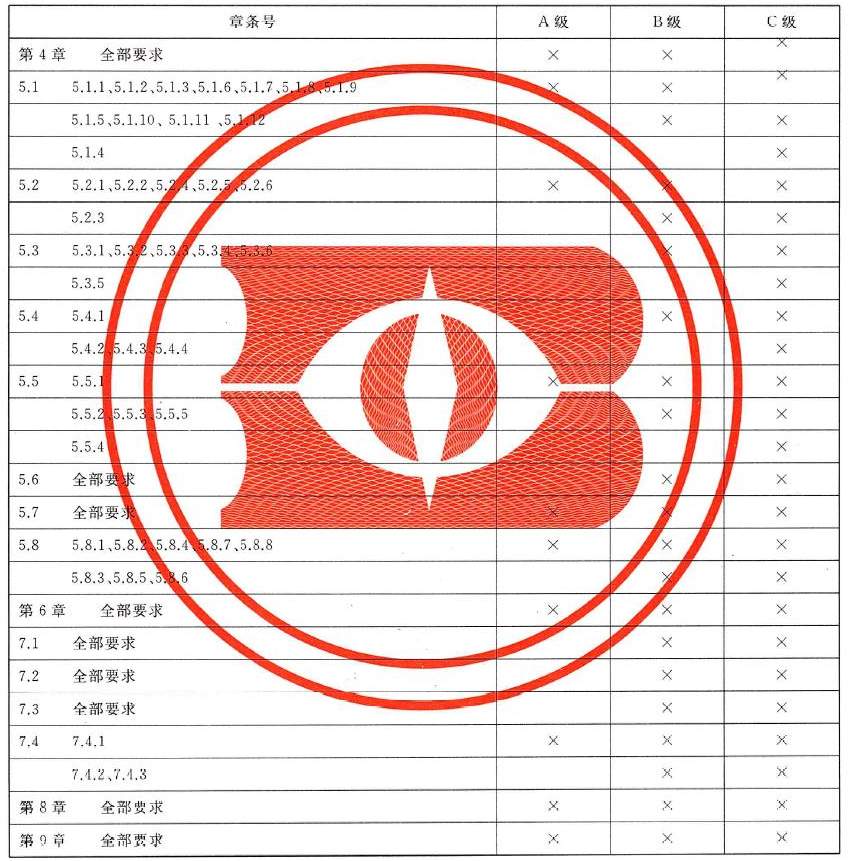 章条号 A级 B级 C级
第4章 全部要求 × × ×
5.1 5.1.1、5.1.2、5.1.3、5.1.6、5.1.7、5.1.8、5.1.9 × × ×
5.1.5、5.1.10、5.1.11、5.1.12 × ×
5.1.4 ×
5.2 5.2.1、5.2.2、5.2.4、5.2.5、5.2.6 × × ×
5.2.3 × ×
5.3 5.3.1、5.3.2、5.3.3、5.3.4、5.3.6 × ×
5.3.5 ×
5.4 5.4.1 × ×
5.4.2、5.4.3、5.4.4 ×
5.5 5.5.1 × × ×
5.5.2、5.5.3、5.5.5 × ×
5.5.4 ×
5.6 全部要求 × ×
5.7 全部要求 × × ×
5.8 5.8.1、5.8.2、5.8.4、5.8.7、5.8.8 × × ×
5.8.3、5.8.5、5.8.6 × ×
第6章 全部要求 × × ×
7.1 全部要求 × ×
7.2 全部要求 × ×
7.3 全部要求 × ×
7.4 7.4.1 × × ×
7.4.2、7.4.3 × ×
第8章 全部要求 × × ×
第9章 全部要求 × × ×